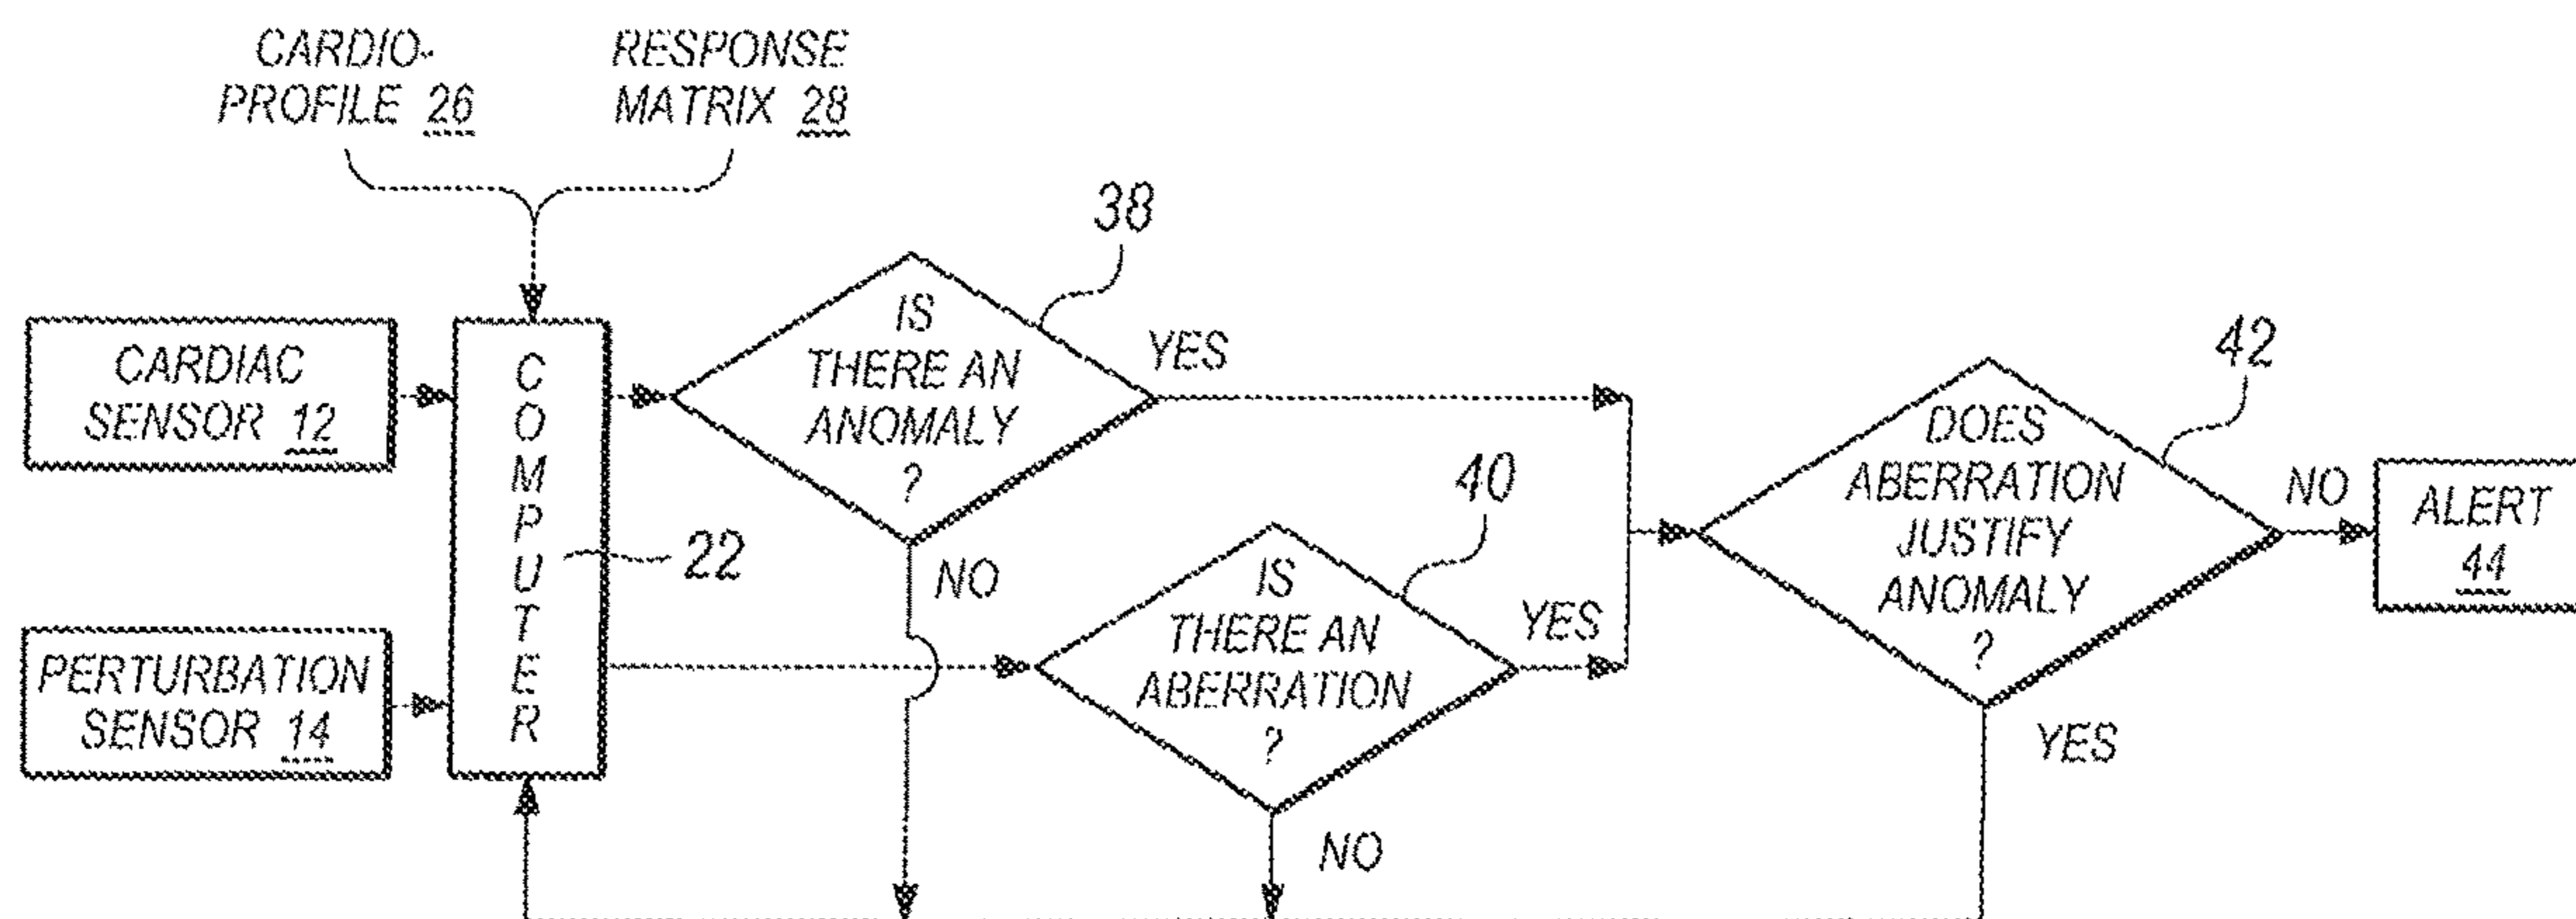 CARDIO-
PROFILE 26
RESPONSE
MATRIX 28
38
CARDIAC
SENSOR 12
COMPUTER
IS
THERE AN
ANOMALY
?
YES
NO
22
PERTURBATION
SENSOR 14
40
IS
THERE AN
ABERRATION
?
YES
NO
42
DOES
ABERRATION
JUSTIFY
ANOMALY
?
NO
YES
ALERT
44